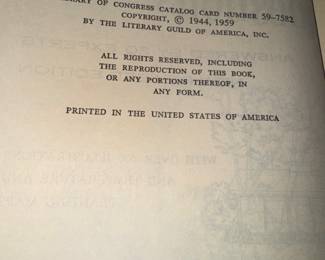 OF CONGRESS CATALOG CARD NUMBER 59-7582
COPYRIGHT, © 1944, 1959
BY THE LITERARY GUILD OF AMERICA, INC.
ALL RIGHTS RESERVED, INCLUDING
THE REPRODUCTION OF THIS BOOK,
OR ANY PORTIONS THEREOF, IN
ANY FORM.
PRINTED IN THE UNITED STATES OF AMERICA